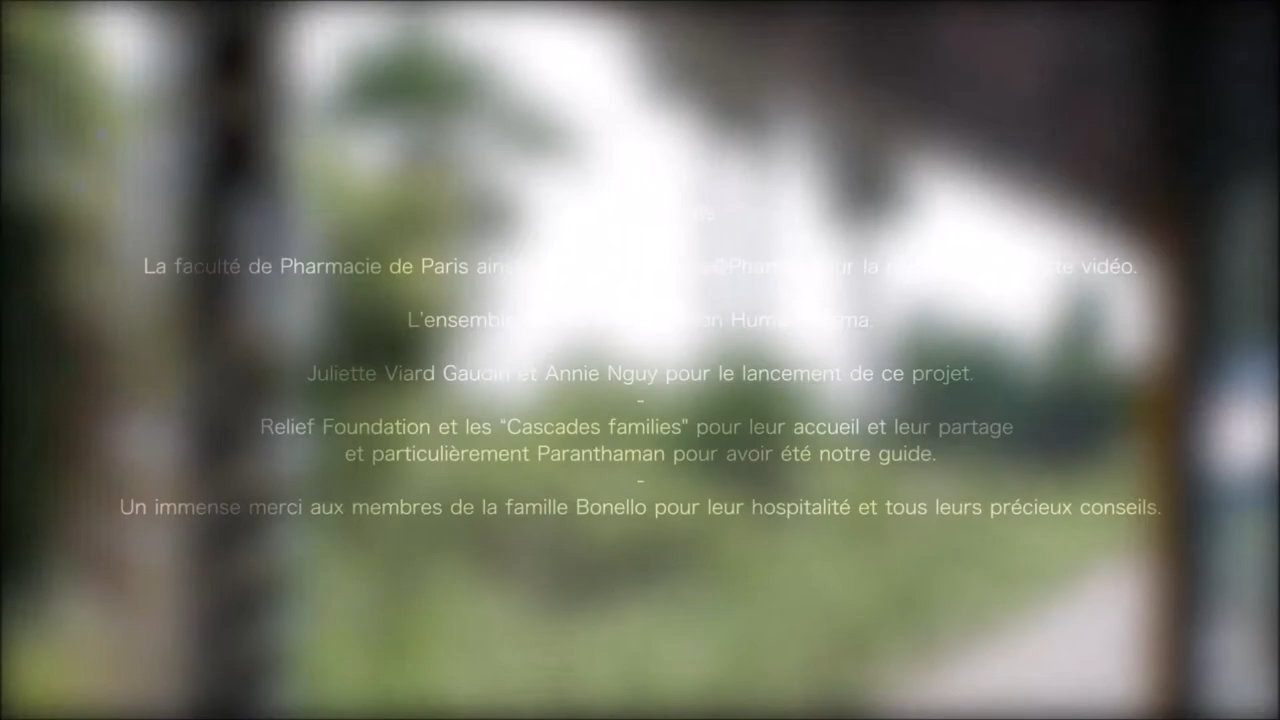 La faculté de Pharmacie de Paris la vidéo.
L'ensemble
Juliette Viard Gaudin et Annie Nguy pour le lancement de ce projet.
-
Relief Foundation et les "Cascades families" pour leur accueil et leur partage
et particulièrement Paranthaman pour avoir été notre guide.
-
Un immense merci aux membres de la famille Bonello pour leur hospitalité et tous leurs précieux conseils.